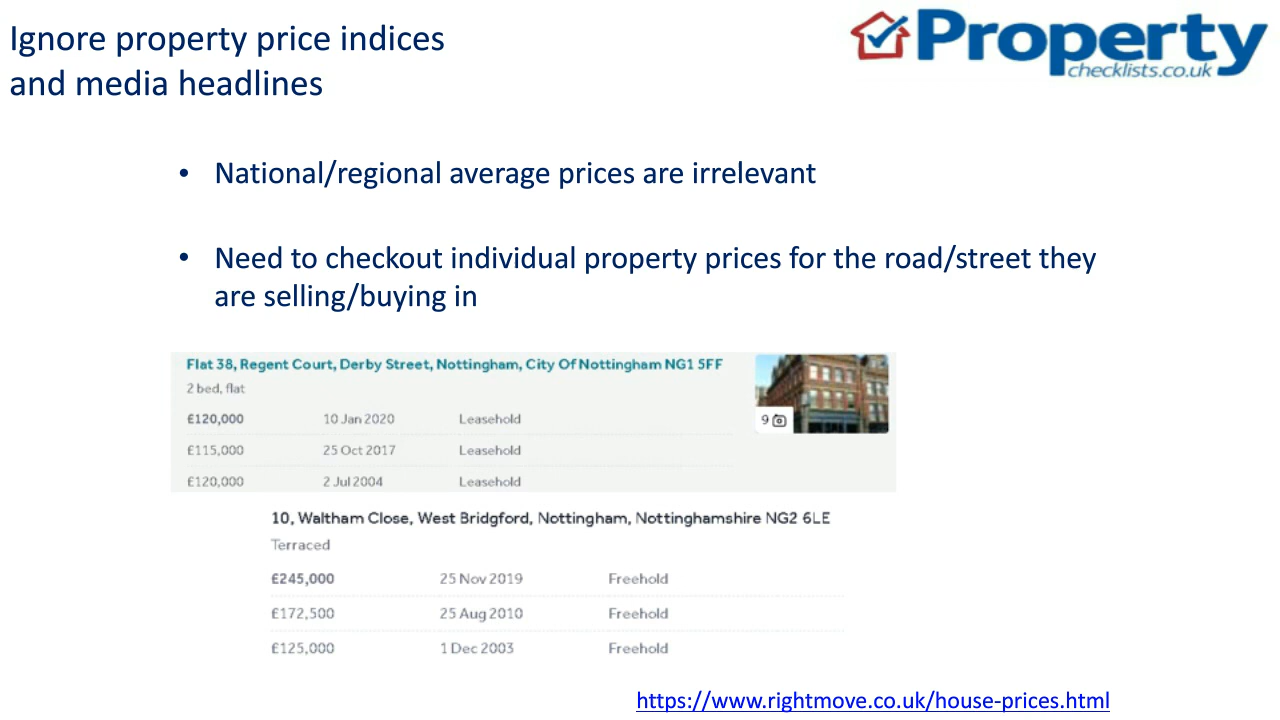 Ignore property price indices
and media headlines
Property
checklists.co.uk
• National/regional average prices are irrelevant
• Need to checkout individual property prices for the road/street they
are selling/buying in
Flat 38, Regent Court, Derby Street, Nottingham, City Of Nottingham NG1 5FF
2 bed, flat
£120,000 10 Jan 2020 Leasehold
9
£115,000 25 Oct 2017 Leasehold
£120,000 2 Jul 2004 Leasehold
10, Waltham Close, West Bridgford, Nottingham, Nottinghamshire NG2 6LE
Terraced
£245,000 25 Nov 2019 Freehold
£172,500 25 Aug 2010 Freehold
£125,000 1 Dec 2003 Freehold
https://www.rightmove.co.uk/house-prices.html